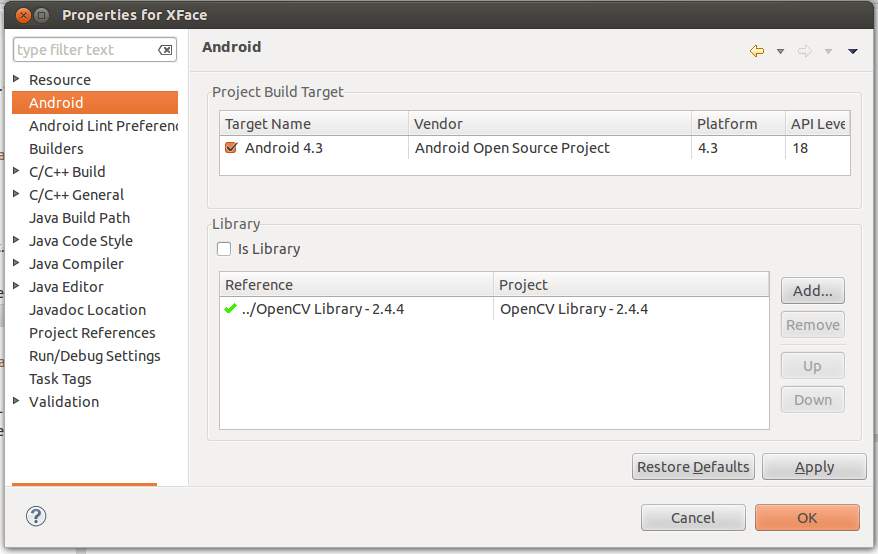 Properties for XFace
type filter text
Android
Resource
Android
Android Lint Preferen
Builders
C/C++ Build
C/C++ General
Java Build Path
Java Code Style
Java Compiler
Java Editor
Javadoc Location
Project References
Run/Debug Settings
Task Tags
Validation
Project Build Target
Target Name Vendor Platform API Leve
Android 4.3 Android Open Source Project 4.3 18
Library
Is Library
Reference Project
../OpenCV Library - 2.4.4 OpenCV Library - 2.4.4
Add...
Remove
Up
Down
Restore Defaults Apply
? Cancel OK